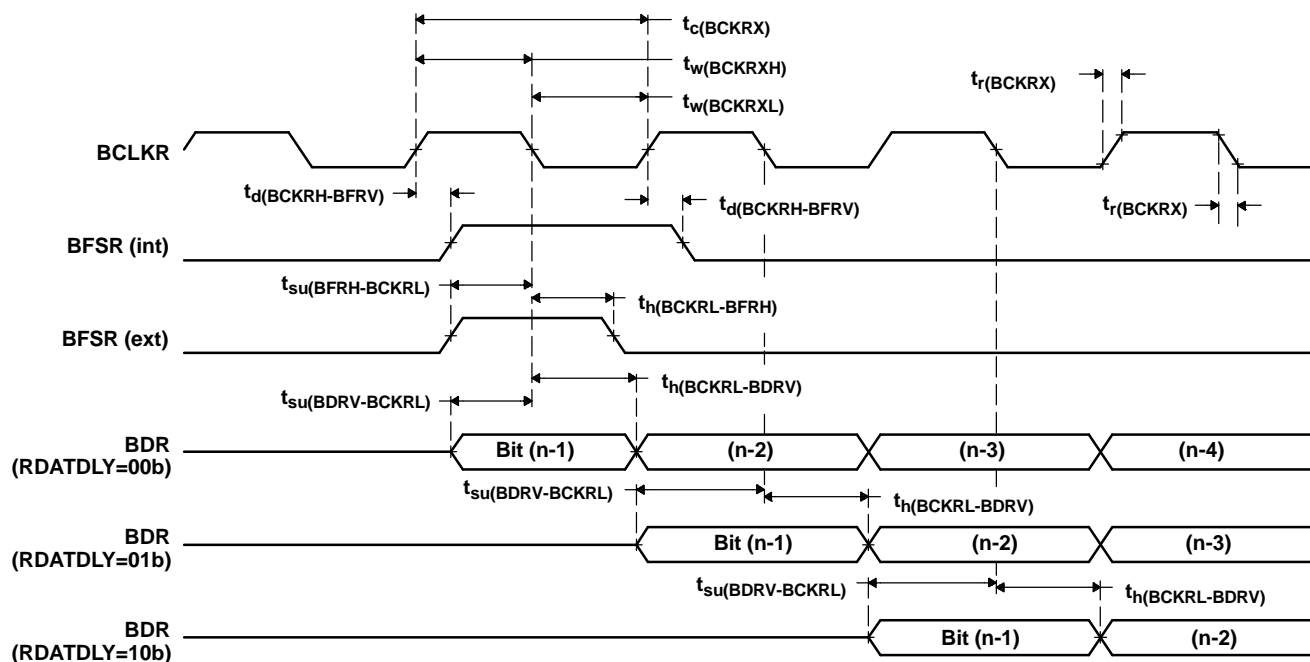 tc(BCKRX)
tw(BCKRXH)
tr(BCKRX)
tw(BCKRXL)
BCLKR
td(BCKRH-BFRV)
td(BCKRH-BFRV)
tr(BCKRX)
BFSR (int)
tsu(BFRH-BCKRL)
th(BCKRL-BFRH)
BFSR (ext)
tsu(BDRV-BCKRL)
th(BCKRL-BDRV)
BDR
(RDATDLY=00b)
Bit (n-1)
(n-2)
(n-3)
(n-4)
tsu(BDRV-BCKRL)
th(BCKRL-BDRV)
BDR
(RDATDLY=01b)
Bit (n-1)
(n-2)
(n-3)
tsu(BDRV-BCKRL)
th(BCKRL-BDRV)
BDR
(RDATDLY=10b)
Bit (n-1)
(n-2)